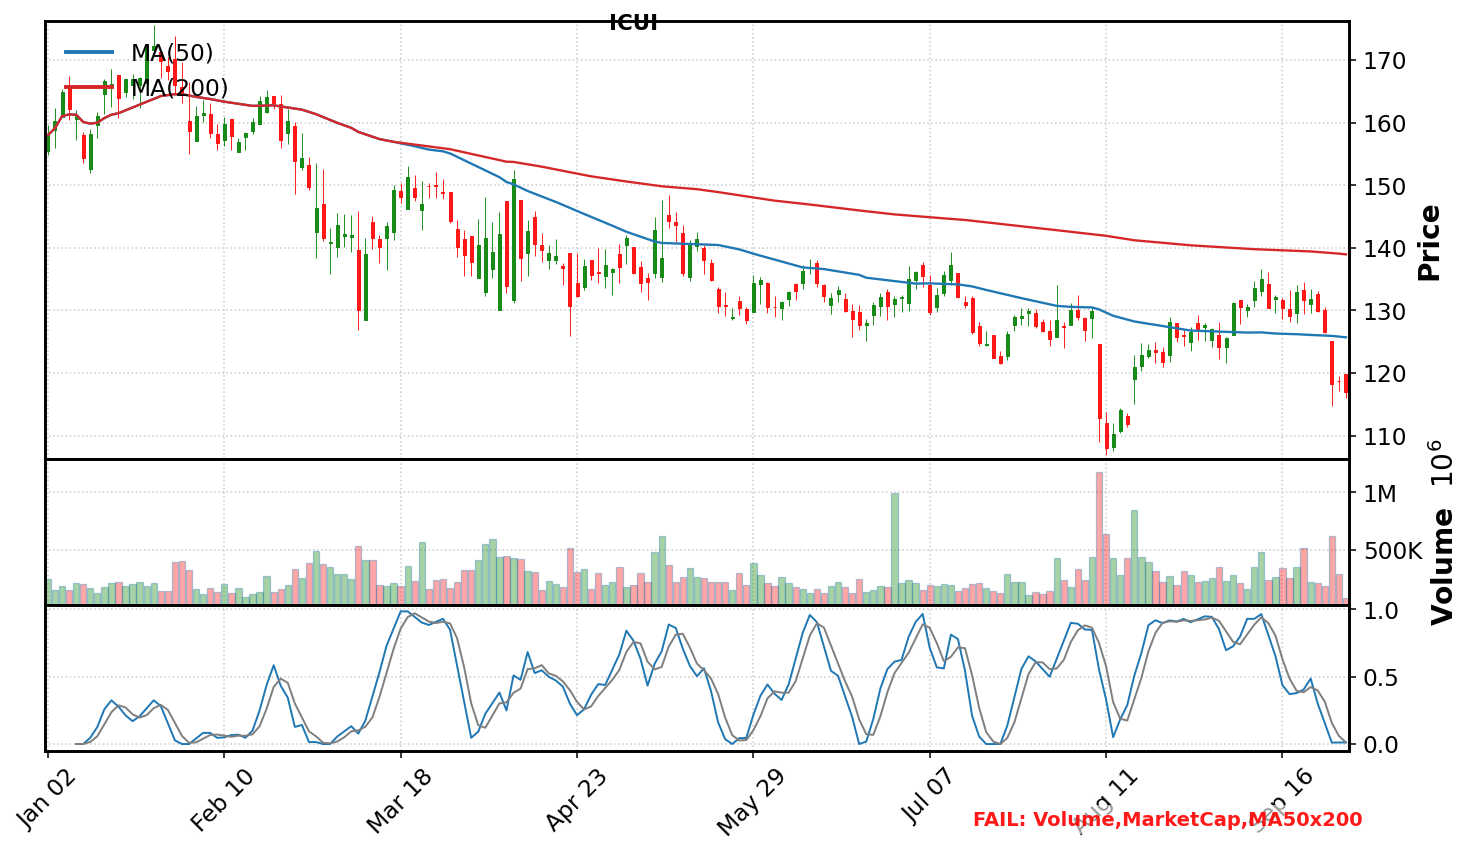 ICUI
MA(50)
MA(200)
170
160
150
140
130
120
110
Price
1M
500K
Volume 10^6
1.0
0.5
0.0
Jan 02
Feb 10
Mar 18
Apr 23
May 29
Jul 07
Aug 11
Sep 16
FAIL: Volume,MarketCap,MA50x200